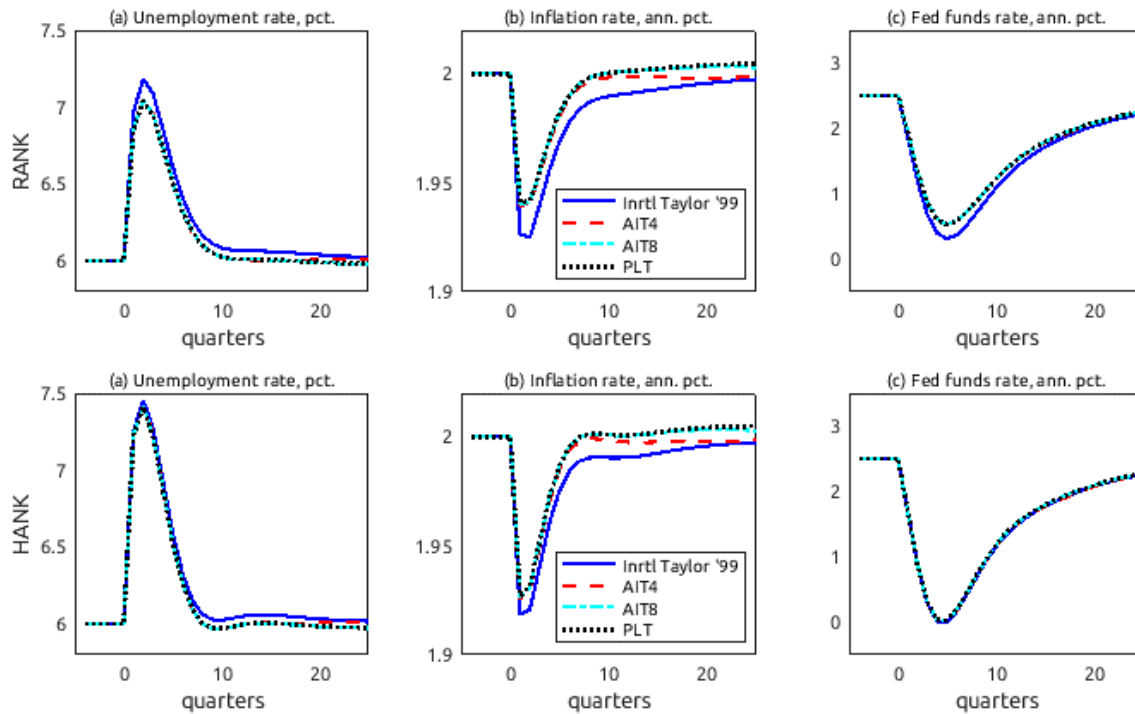 (a) Unemployment rate, pct.
(b) Inflation rate, ann. pct.
(c) Fed funds rate, ann. pct.
RANK
7.5
7
6.5
6
0
10
20
quarters
2
1.95
1.9
0
10
20
quarters
Inrtl Taylor '99
AIT4
AIT8
PLT
3
2
1
0
0
10
20
quarters
(a) Unemployment rate, pct.
(b) Inflation rate, ann. pct.
(c) Fed funds rate, ann. pct.
HANK
7.5
7
6.5
6
0
10
20
quarters
2
1.95
1.9
0
10
20
quarters
Inrtl Taylor '99
AIT4
AIT8
PLT
3
2
1
0
0
10
20
quarters